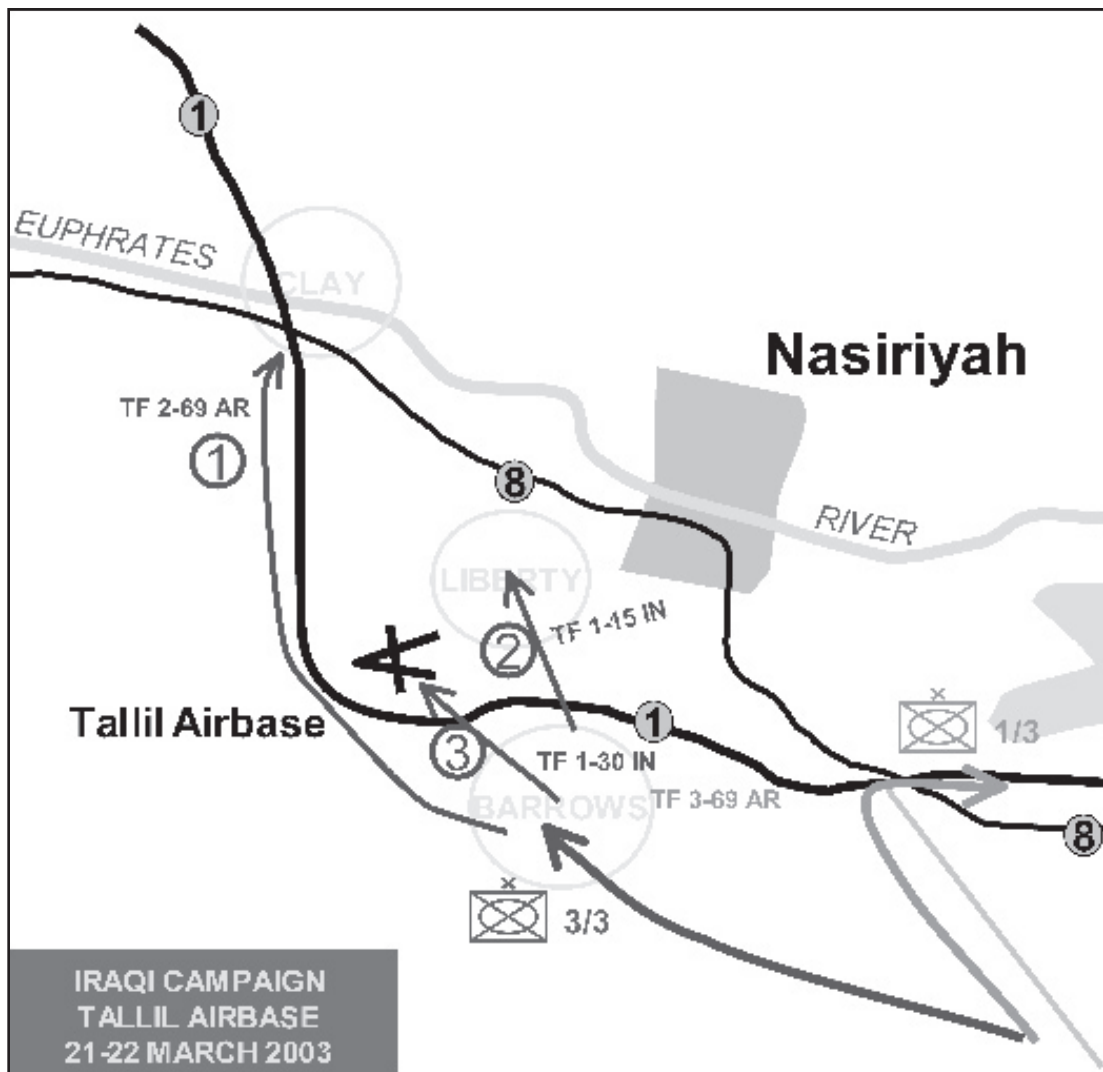 1
EUPHRATES
CLAY
Nasiriyah
TF 2-69 AR
1
8
RIVER
LIBERTY
2
TF 1-15 IN
Tallil Airbase
3
1
TF 1-30 IN
1/3
BARROWS
TF 3-69 AR
8
3/3
IRAQI CAMPAIGN
TALLIL AIRBASE
21-22 MARCH 2003